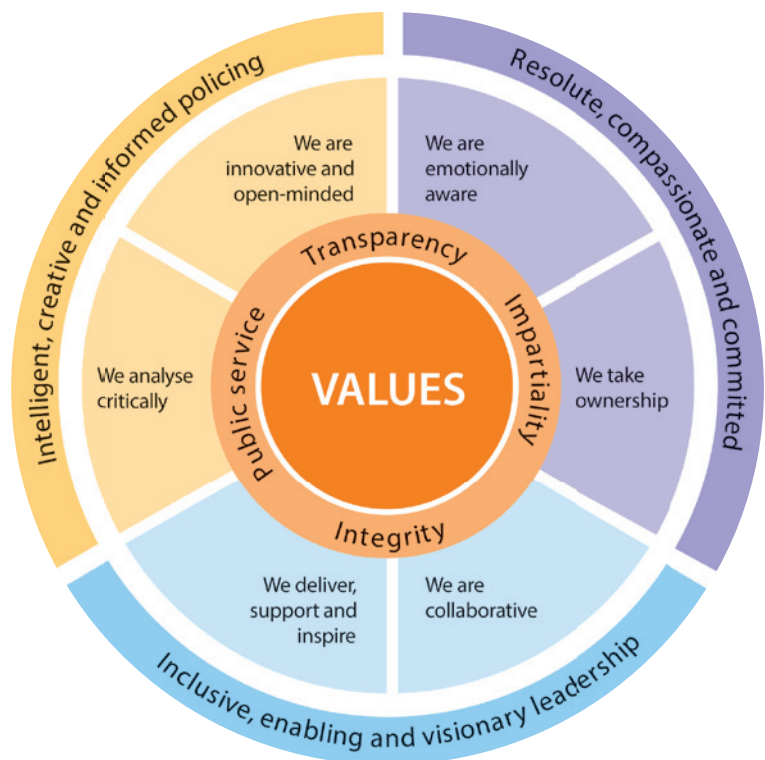 Intelligent, creative and informed policing
Resolute, compassionate and committed
We are
innovative and
open-minded
We are
emotionally
aware
Transparency
Public service
Impartiality
VALUES
We analyse
critically
We take
ownership
Integrity
We deliver,
support and
inspire
We are
collaborative
Inclusive, enabling and visionary leadership